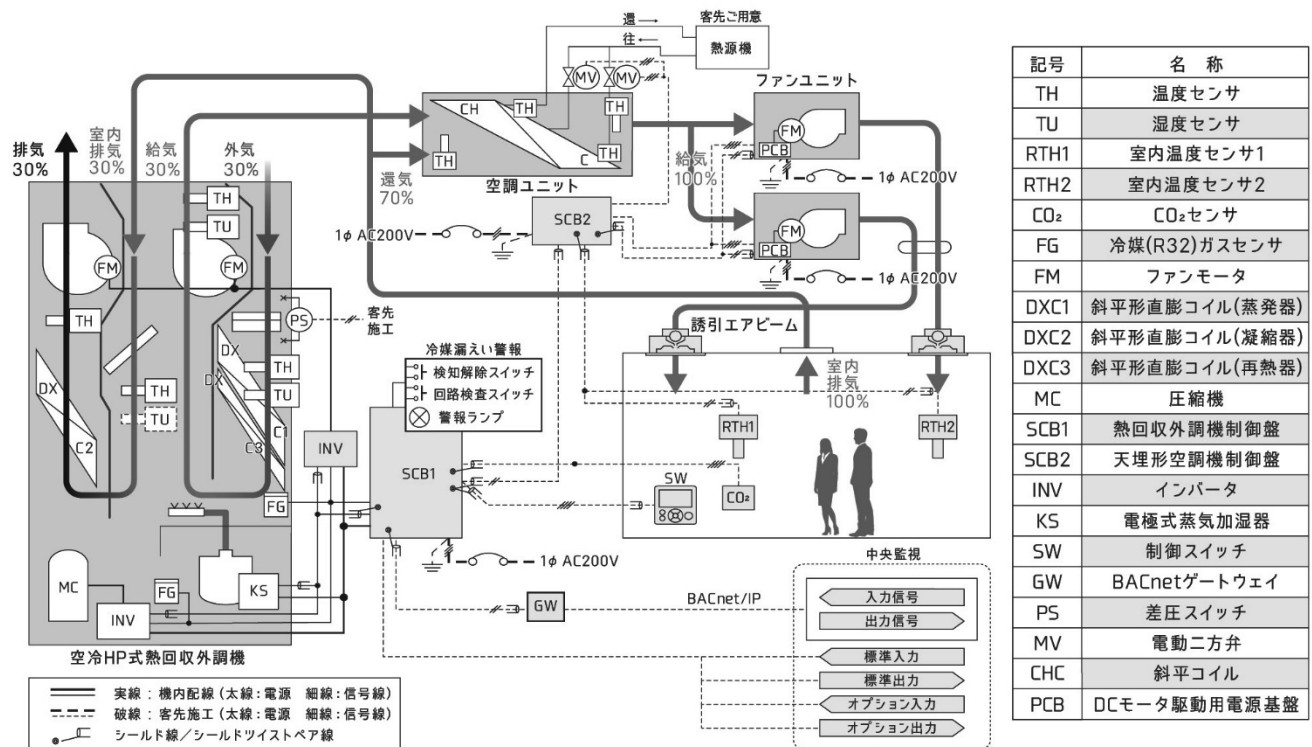 還
往
客先ご用意
熱源機
MV
MV
ファンユニット
CH
TH
TH
TH
TH
C
空調ユニット
FM
PCB
給気
100%
1φ AC200V
FM
PCB
1φ AC200V
排気
30%
室内
排気
30%
給気
30%
外気
30%
還気
70%
SCB2
1φ AC200V
TH
TU
FM
FM
TH
PS
客先
施工
DX
TH
TU
DX
DX
TH
TU
C2
C1
C3
INV
FG
MC
FG
KS
INV
空冷HP式熱回収外調機
冷媒漏えい警報
検知解除スイッチ
回路検査スイッチ
警報ランプ
SCB1
1φ AC200V
誘引エアビーム
室内
排気
100%
RTH1
RTH2
SW
CO₂
GW
BACnet/IP
中央監視
入力信号
出力信号
標準入力
標準出力
オプション入力
オプション出力
実線:機内配線(太線:電源 細線:信号線)
破線:客先施工(太線:電源 細線:信号線)
シールド線/シールドツイストペア線
記号 名 称
TH 温度センサ
TU 湿度センサ
RTH1 室内温度センサ1
RTH2 室内温度センサ2
CO₂ CO₂センサ
FG 冷媒(R32)ガスセンサ
FM ファンモータ
DXC1 斜平形直膨コイル(蒸発器)
DXC2 斜平形直膨コイル(凝縮器)
DXC3 斜平形直膨コイル(再熱器)
MC 圧縮機
SCB1 熱回収外調機制御盤
SCB2 天埋形空調機制御盤
INV インバータ
KS 電極式蒸気加湿器
SW 制御スイッチ
GW BACnetゲートウェイ
PS 差圧スイッチ
MV 電動二方弁
CHC 斜平コイル
PCB DCモータ駆動用電源基盤